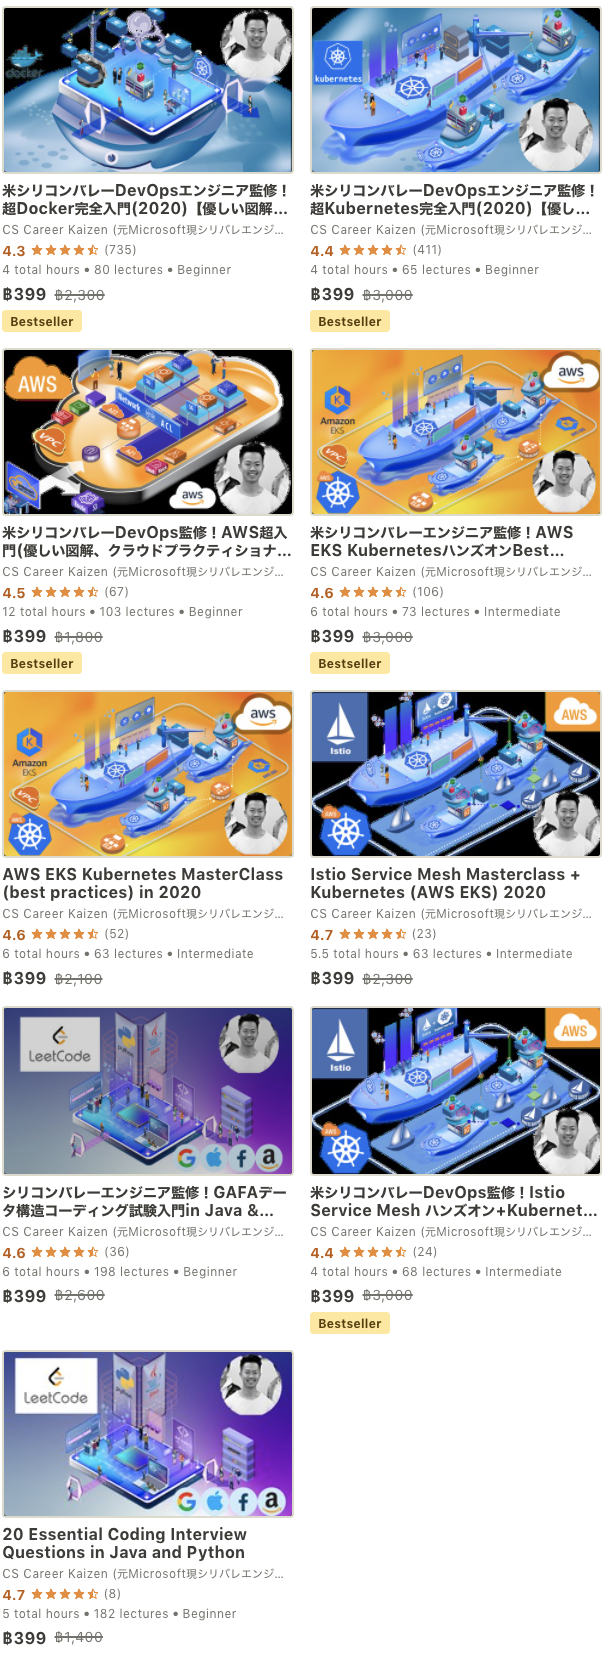 docker
kubernetes
米シリコンバレーDevOpsエンジニア監修！
超Docker完全入門(2020)【優しい図解...
CS Career Kaizen (元Microsoft現シリバレエンジ...
4.3 (735)
4 total hours • 80 lectures • Beginner
฿399 ฿2,300
Bestseller
米シリコンバレーDevOpsエンジニア監修！
超Kubernetes完全入門(2020)【優し...
CS Career Kaizen (元Microsoft現シリバレエンジ...
4.4 (411)
4 total hours • 65 lectures • Beginner
฿399 ฿3,000
Bestseller
AWS
Network
ACL
VPC
aws
aws
Amazon
EKS
VPC
米シリコンバレーDevOps監修！AWS超入
門(優しい図解、クラウドプラクティショナ...
CS Career Kaizen (元Microsoft現シリバレエンジ...
4.5 (67)
12 total hours • 103 lectures • Beginner
฿399 ฿1,800
Bestseller
米シリコンバレーエンジニア監修！AWS
EKS KubernetesハンズオンBest...
CS Career Kaizen (元Microsoft現シリバレエンジ...
4.6 (106)
6 total hours • 73 lectures • Intermediate
฿399 ฿3,000
Bestseller
aws
Amazon
EKS
VPC
AWS
Istio
AWS
AWS
AWS EKS Kubernetes MasterClass
(best practices) in 2020
CS Career Kaizen (元Microsoft現シリバレエンジ...
4.6 (52)
6 total hours • 63 lectures • Intermediate
฿399 ฿2,100
Istio Service Mesh Masterclass +
Kubernetes (AWS EKS) 2020
CS Career Kaizen (元Microsoft現シリバレエンジ...
4.7 (23)
5.5 total hours • 63 lectures • Intermediate
฿399 ฿2,300
LeetCode
Istio
AWS
AWS
シリコンバレーエンジニア監修！GAFAデー
タ構造コーディング試験入門in Java &...
CS Career Kaizen (元Microsoft現シリバレエンジ...
4.6 (36)
6 total hours • 198 lectures • Beginner
฿399 ฿2,600
米シリコンバレーDevOps監修！Istio
Service Mesh ハンズオン+Kubernet...
CS Career Kaizen (元Microsoft現シリバレエンジ...
4.4 (24)
4 total hours • 68 lectures • Intermediate
฿399 ฿3,000
Bestseller
LeetCode
20 Essential Coding Interview
Questions in Java and Python
CS Career Kaizen (元Microsoft現シリバレエンジ...
4.7 (8)
5 total hours • 182 lectures • Beginner
฿399 ฿1,400